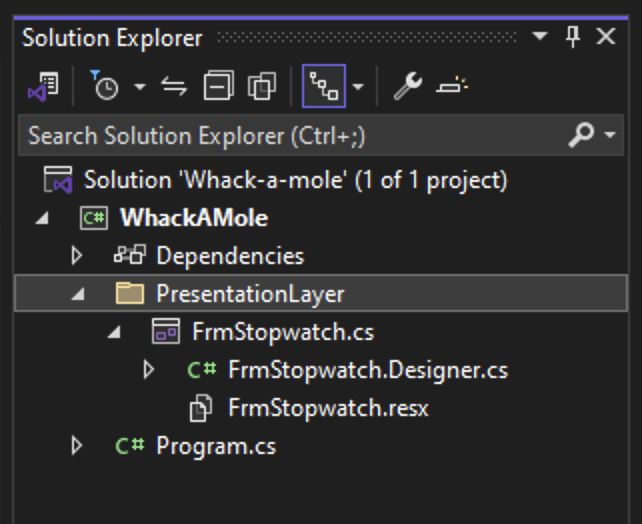 Solution Explorer
Search Solution Explorer (Ctrl+;)
Solution 'Whack-a-mole' (1 of 1 project)
C# WhackAMole
Dependencies
PresentationLayer
FrmStopwatch.cs
C# FrmStopwatch.Designer.cs
FrmStopwatch.resx
C# Program.cs